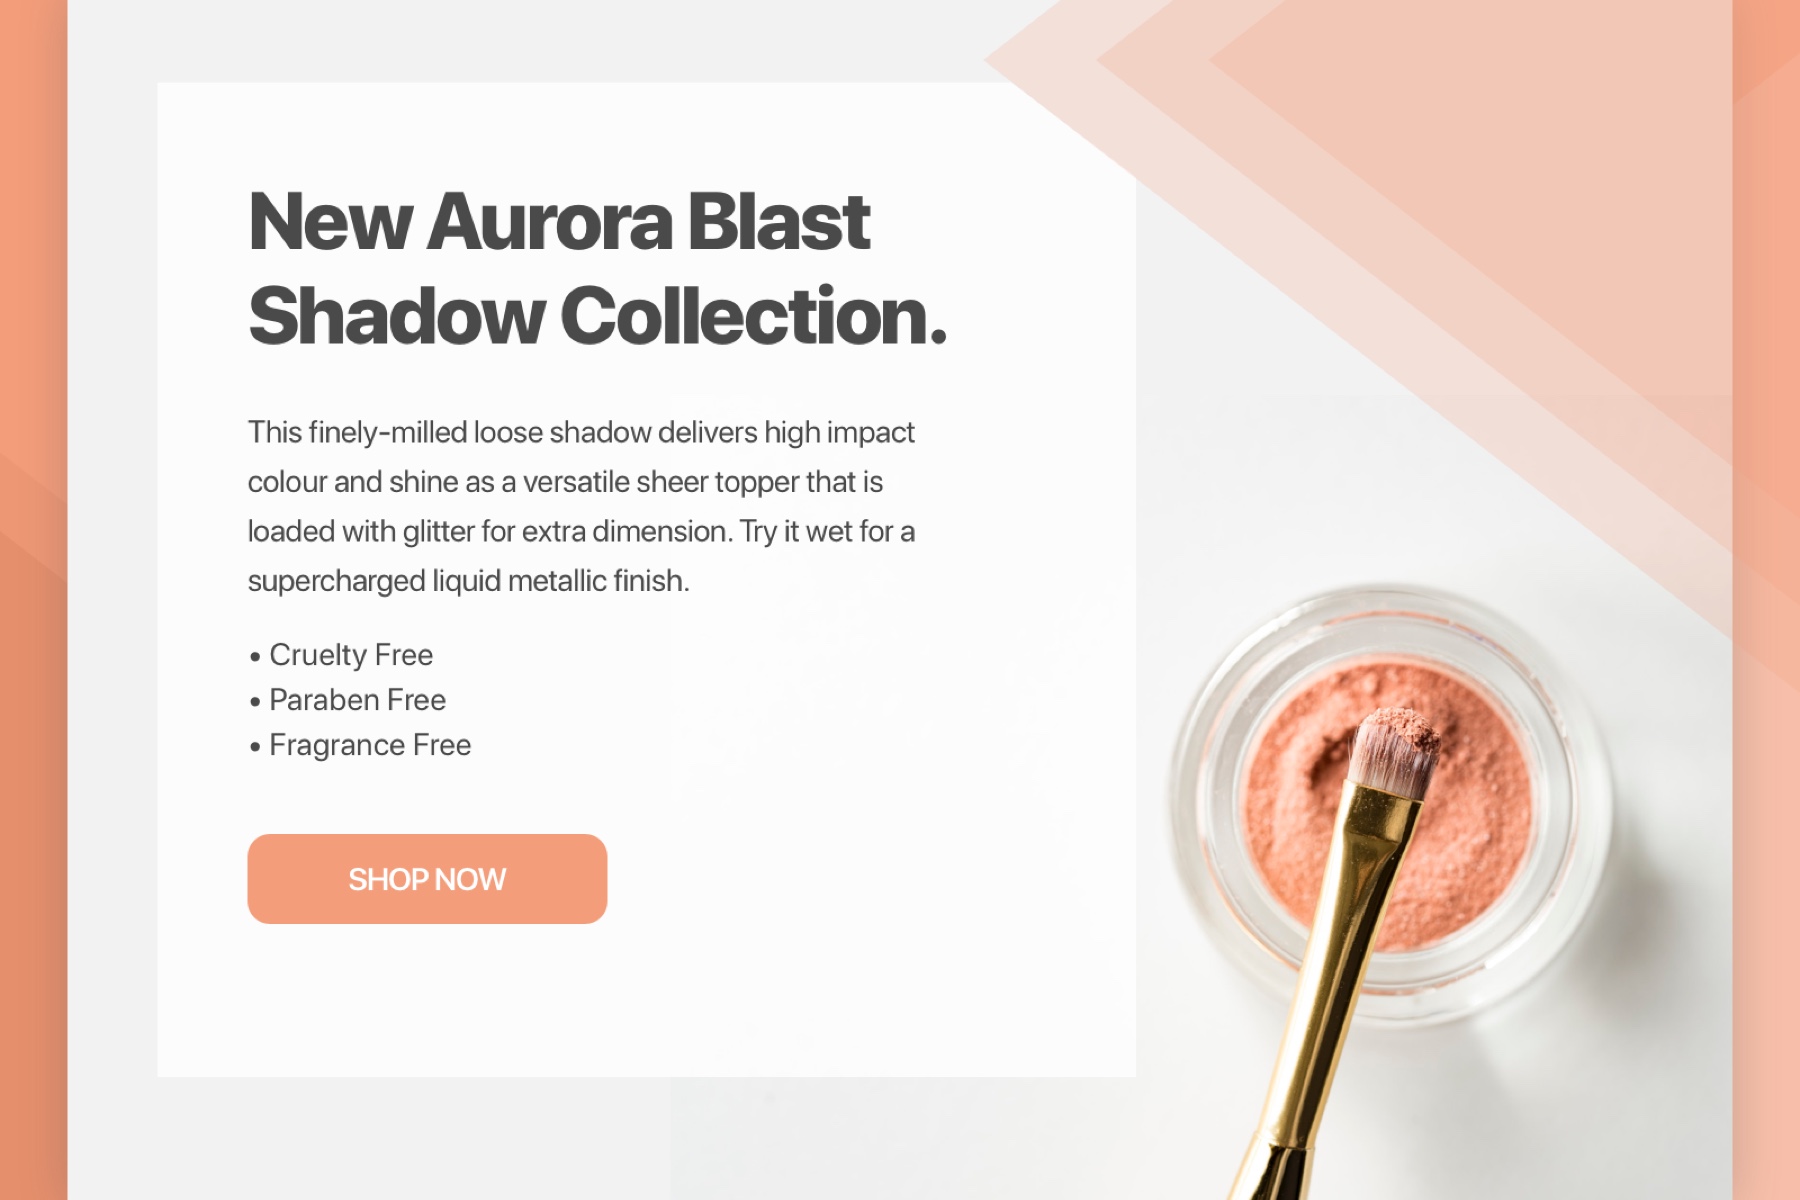 New Aurora Blast
Shadow Collection.
This finely-milled loose shadow delivers high impact
colour and shine as a versatile sheer topper that is
loaded with glitter for extra dimension. Try it wet for a
supercharged liquid metallic finish.
• Cruelty Free
• Paraben Free
• Fragrance Free
SHOP NOW